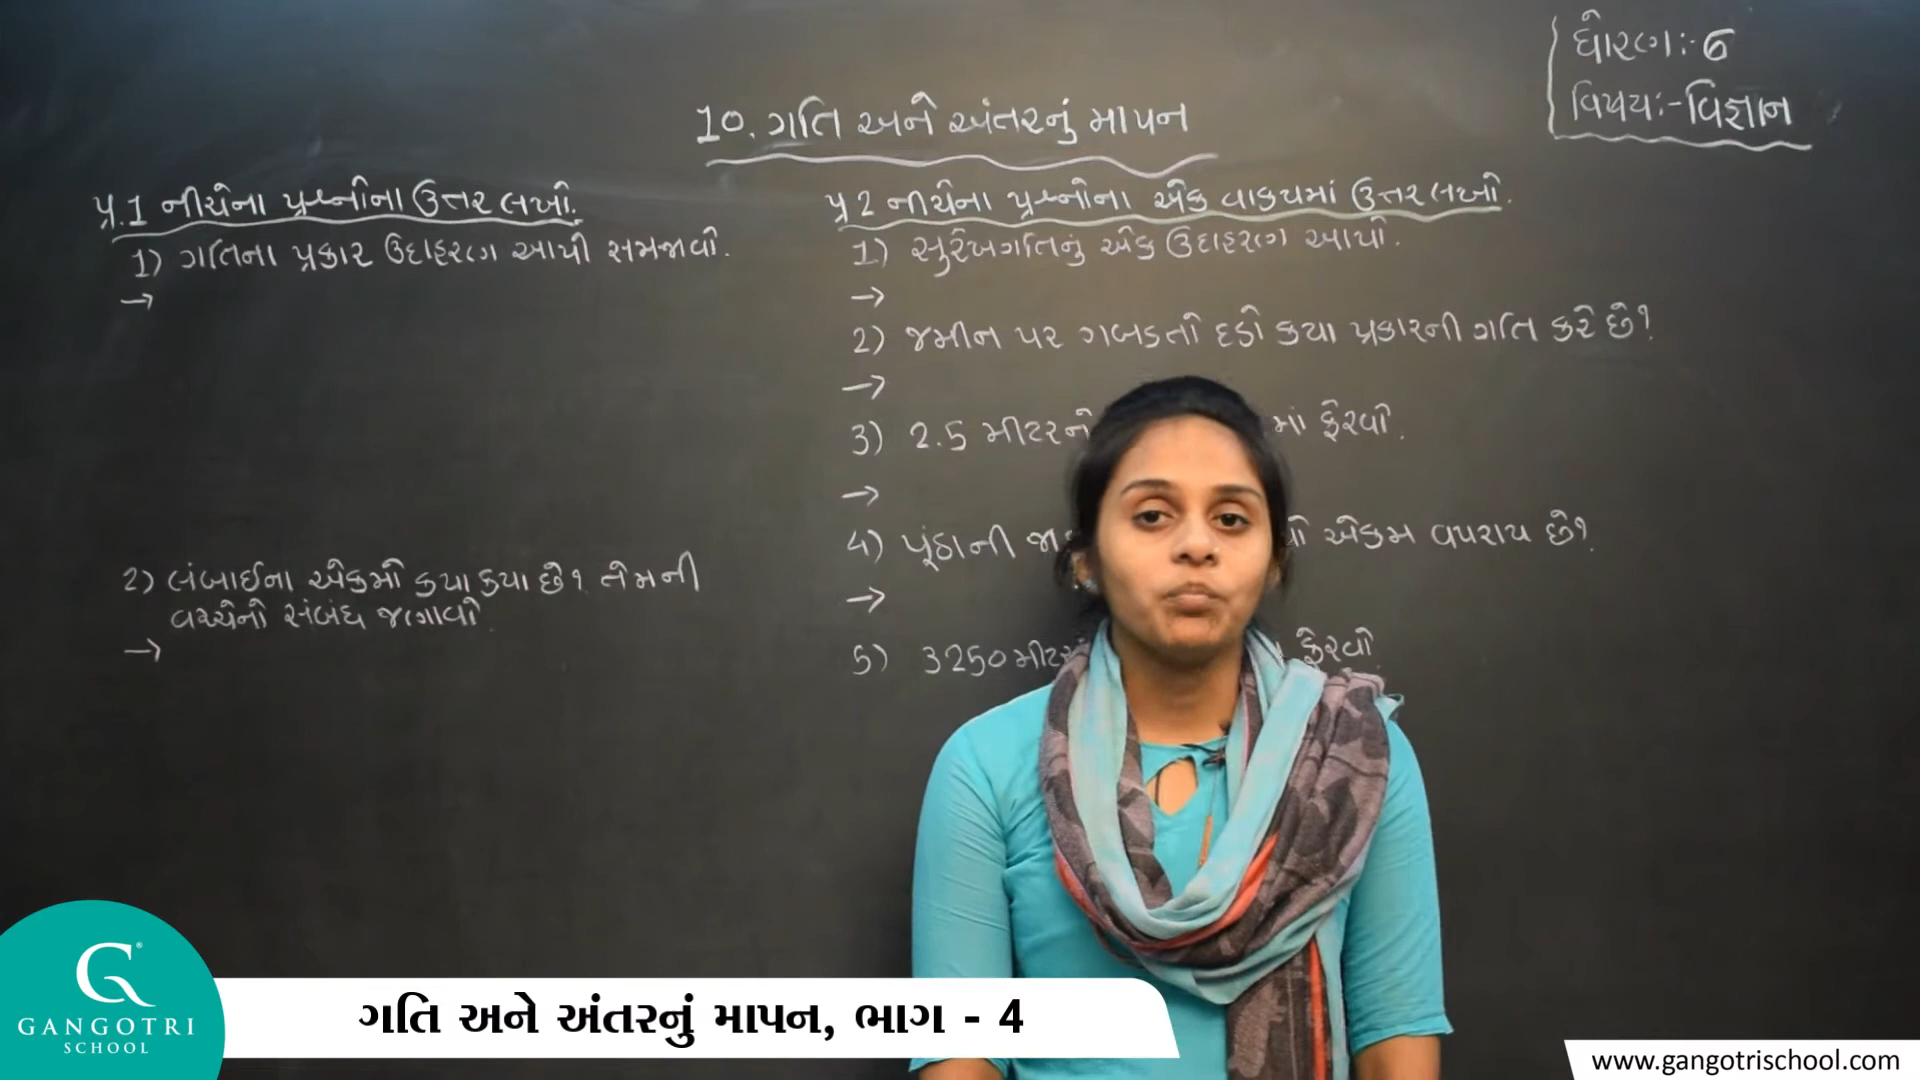 ધોરણ:- ૬
વિષય:- વિજ્ઞાન
10. ગતિ અને અંતરનું માપન
પ્ર.1 નીચેના પ્રશ્નોના ઉત્તર લખો.
1) ગતિના પ્રકાર ઉદાહરણ આપી સમજાવો.
→
2) લંબાઈના એકમો કયા કયા છે? તેમની
વચ્ચેનો સંબંધ જણાવો.
→
પ્ર 2 નીચેના પ્રશ્નોના એક વાકયમાં ઉત્તર લખો.
1) સુરેખગતિનું એક ઉદાહરણ આપો.
→
2) જમીન પર ગબડતો દડો કયા પ્રકારની ગતિ કરે છે?
→
3) 2.5 મીટરને માં ફેરવો.
→
4) પૂંઠાની એકમ વપરાય છે?
→
5) 3250 ફેરવો.
G®
GANGOTRI
SCHOOL
ગતિ અને અંતરનું માપન, ભાગ - 4
www.gangotrischool.com